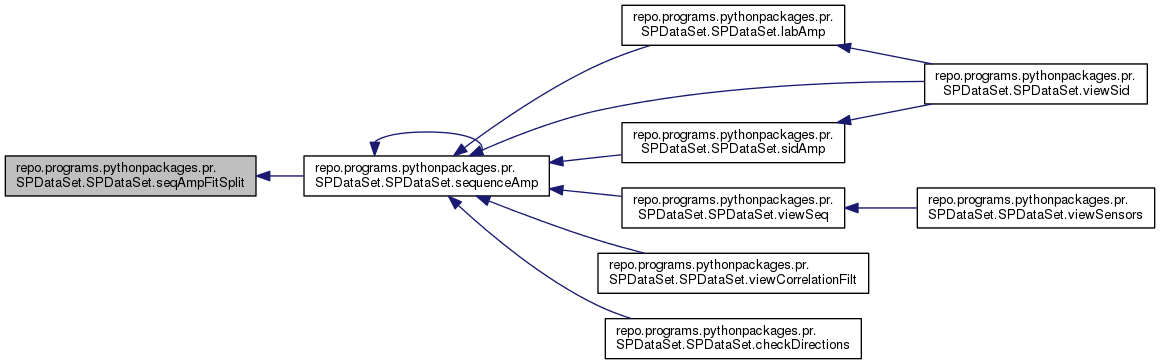 repo.programs.pythonpackages.pr.
SPDataSet.SPDataSet.labAmp
repo.programs.pythonpackages.pr.
SPDataSet.SPDataSet.viewSid
repo.programs.pythonpackages.pr.
SPDataSet.SPDataSet.sidAmp
repo.programs.pythonpackages.pr.
SPDataSet.SPDataSet.seqAmpFitSplit
repo.programs.pythonpackages.pr.
SPDataSet.SPDataSet.sequenceAmp
repo.programs.pythonpackages.pr.
SPDataSet.SPDataSet.viewSeq
repo.programs.pythonpackages.pr.
SPDataSet.SPDataSet.viewSensors
repo.programs.pythonpackages.pr.
SPDataSet.SPDataSet.viewCorrelationFilt
repo.programs.pythonpackages.pr.
SPDataSet.SPDataSet.checkDirections